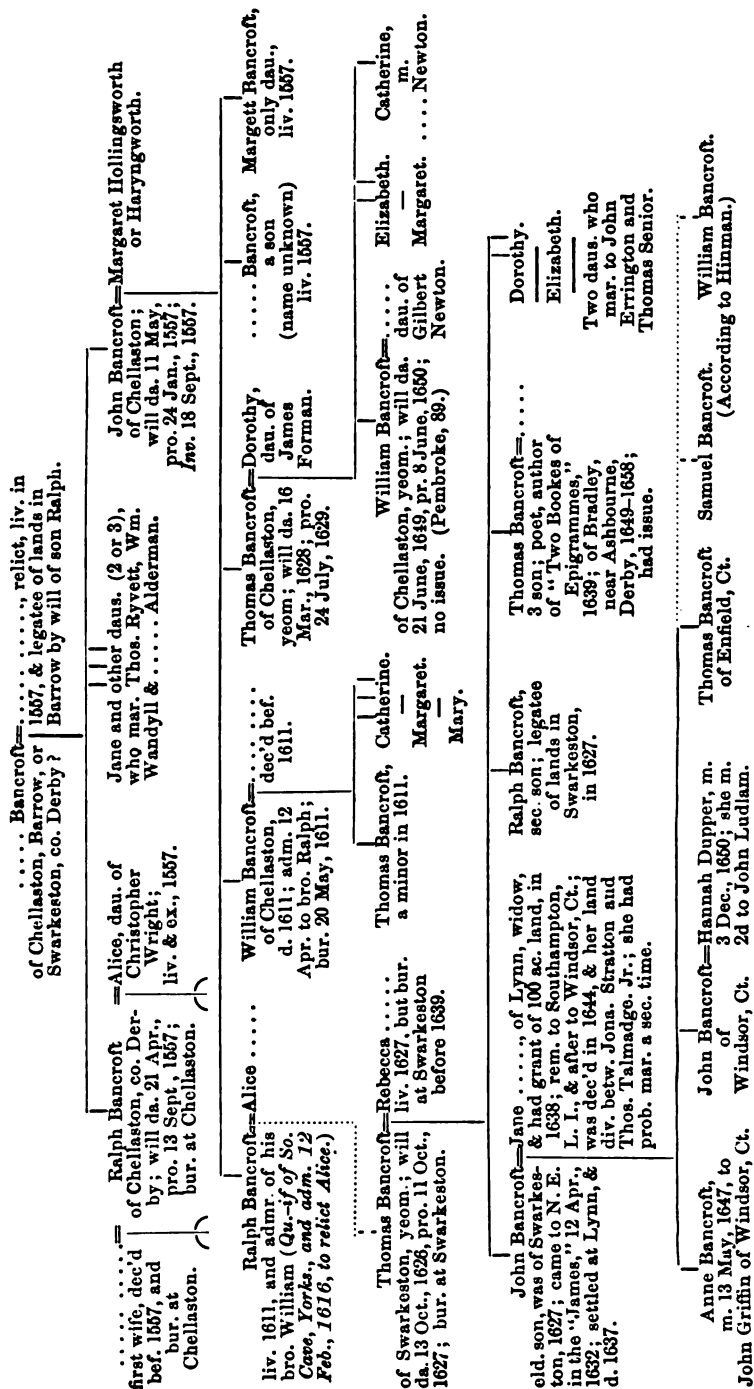 ..... Bancroft=..... ....., relict, liv. in
of Chellaston, Barrow, or | 1557, & legatee of lands in
Swarkeston, co. Derby ? | Barrow by will of son Ralph.
..... .....=
first wife, dec'd
bef. 1557, and
bur. at
Chellaston.
Ralph Bancroft
of Chellaston, co. Der-
by; will da. 21 Apr.,
pro. 13 Sept., 1557;
bur. at Chellaston.
=Alice, dau. of
Christopher
Wright;
liv. & ex., 1557.
Jane and other daus. (2 or 3),
who mar. Thos. Ryvett, Wm.
Wandyll & ..... Alderman.
John Bancroft=Margaret Hollingsworth
of Chellaston; or Haryngworth.
will da. 11 May,
pro. 24 Jan., 1557;
Inv. 18 Sept., 1557.
Ralph Bancroft=Alice .....
liv. 1611, and admr. of his
bro. William (Qu.-if of So.
Cave, Yorks., and adm. 12
Feb., 1616, to relict Alice.)
William Bancroft=..... .....
of Chellaston, dec'd bef.
d. 1611; adm. 12 1611.
Apr. to bro. Ralph;
bur. 20 May, 1611.
Thomas Bancroft=Dorothy,
of Chellaston, dau. of
yeom; will da. 16 James
Mar., 1628; pro. Forman.
24 July, 1629.
..... Bancroft,
a son
(name unknown)
liv. 1557.
Margett Bancroft,
only dau.,
liv. 1557.
Thomas Bancroft=Rebecca .....
of Swarkeston, yeom.; will liv. 1627, but bur.
da. 13 Oct., 1626, pro. 11 Oct., at Swarkeston
1627; bur. at Swarkeston. before 1639.
Thomas Bancroft,
a minor in 1611.
Catherine.
—
Margaret.
—
Mary.
William Bancroft=.....
of Chellaston, yeom.; will da. dau. of
21 June, 1649, pr. 8 June, 1650; Gilbert
no issue. (Pembroke, 89.) Newton.
Elizabeth.
—
Margaret.
Catherine,
m.
..... Newton.
John Bancroft=Jane ....., of Lynn, widow,
eld. son, was of Swarkes- & had grant of 100 ac. land, in
ton, 1627; came to N. E. 1638; rem. to Southampton,
in the "James," 12 Apr., L. I., & after to Windsor, Ct.;
1632; settled at Lynn, & was dec'd in 1644, & her land
d. 1637. div. betw. Jona. Stratton and
Thos. Talmadge. Jr.; she had
prob. mar. a sec. time.
Ralph Bancroft,
sec. son; legatee
of lands in
Swarkeston,
in 1627.
Thomas Bancroft=.....
3 son; poet, author
of "Two Bookes of
Epigrammes,"
1639; of Bradley,
near Ashbourne,
Derby, 1649-1658;
had issue.
Dorothy.
Elizabeth.
Two daus. who
mar. to John
Errington and
Thomas Senior.
Anne Bancroft,
m. 13 May, 1647, to
John Griffin of Windsor, Ct.
John Bancroft=Hannah Dupper, m.
of 3 Dec., 1650; she m.
Windsor, Ct. 2d to John Ludlam.
Thomas Bancroft
of Enfield, Ct.
Samuel Bancroft. William Bancroft.
(According to Hinman.)